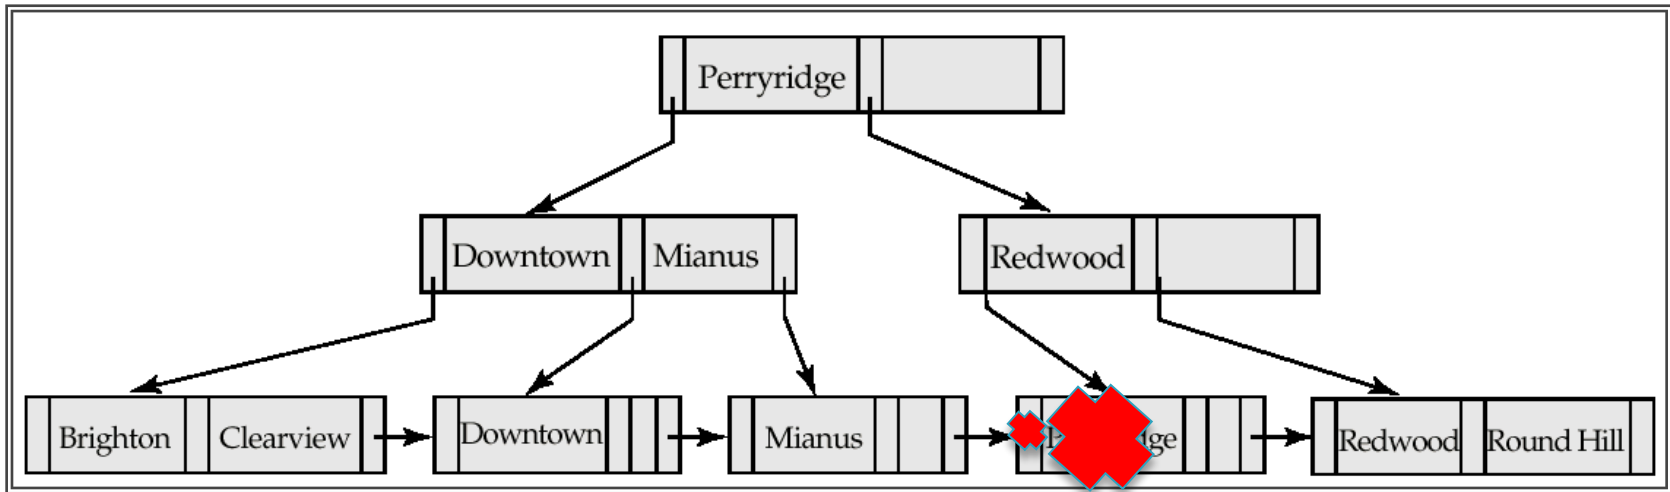 Perryridge
Downtown Mianus
Redwood
Brighton Clearview
Downtown
Mianus
Redwood Round Hill